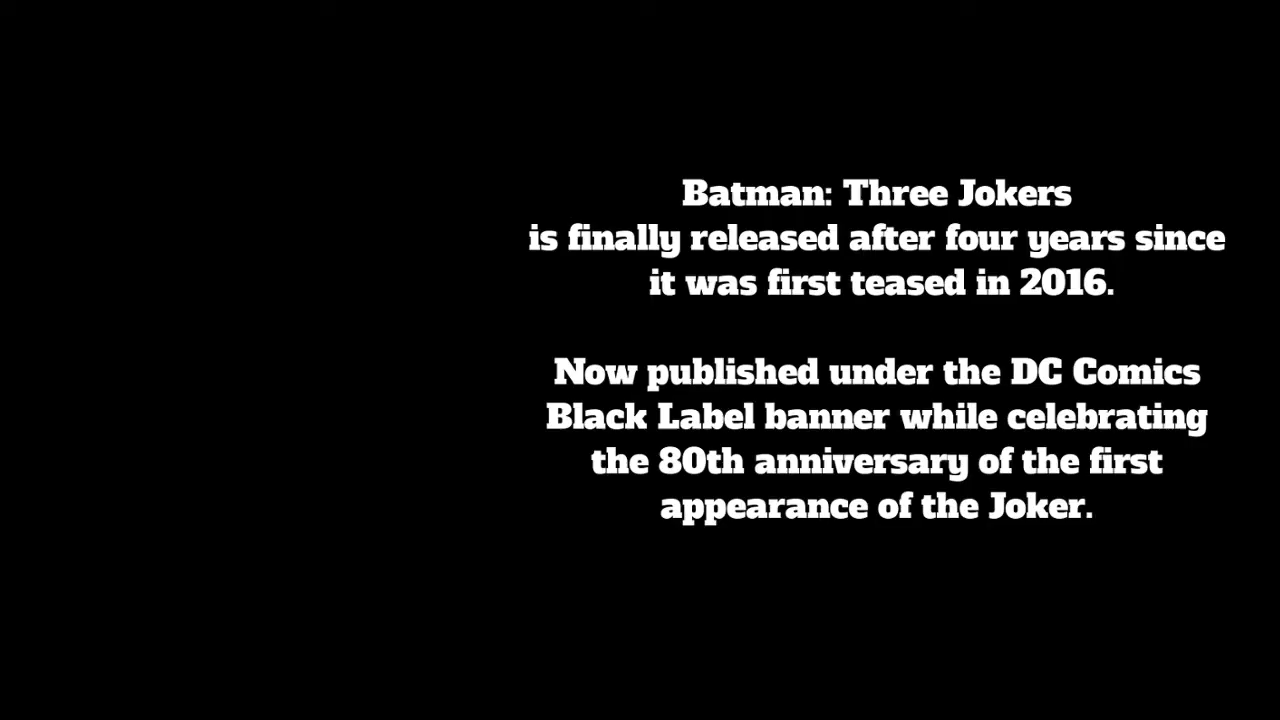 Batman: Three Jokers
is finally released after four years since
it was first teased in 2016.
Now published under the DC Comics
Black Label banner while celebrating
the 80th anniversary of the first
appearance of the Joker.